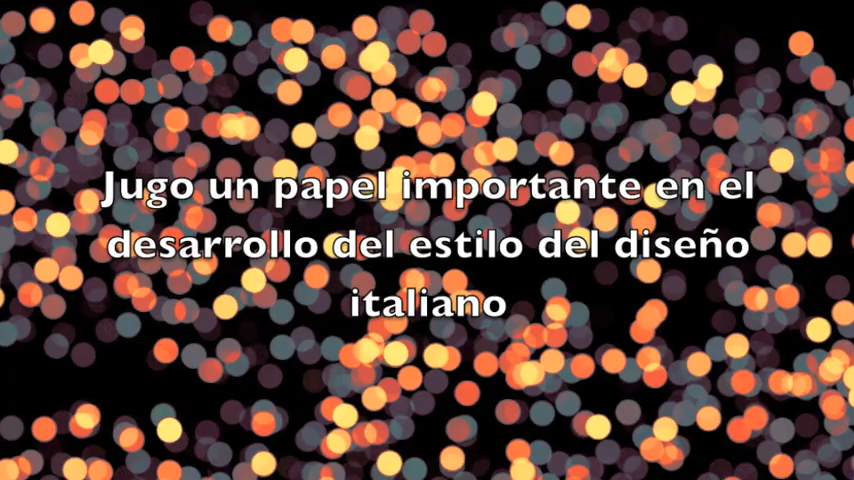 Jugo un papel importante en el
desarrollo del estilo del diseño
italiano